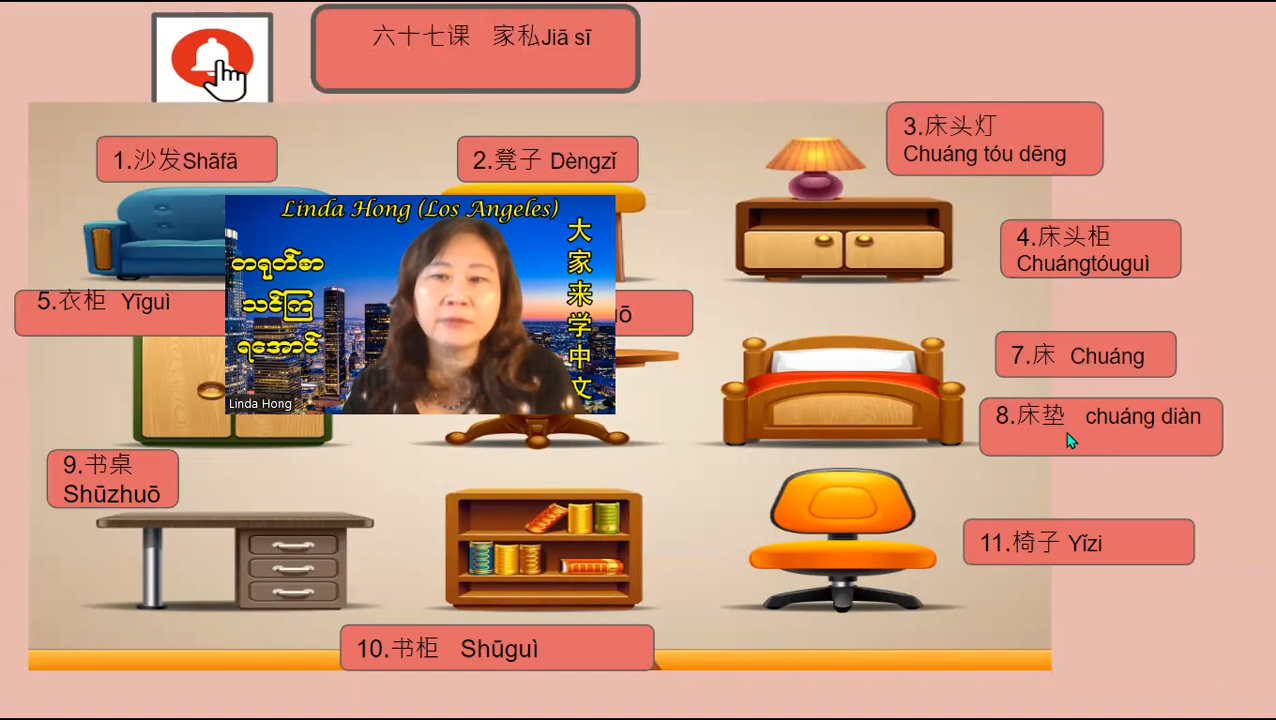 六十七课 家私Jiā sī
1.沙发Shāfā
2.凳子 Dèngzǐ
3.床头灯
Chuáng tóu dēng
4.床头柜
Chuángtóuguì
Linda Hong (Los Angeles)
တရုတ်စာ
သင်ကြ
ရအောင်
大家来学中文
Linda Hong
5.衣柜 Yīguì
7.床 Chuáng
8.床垫 chuáng diàn
9.书桌
Shūzhuō
11.椅子 Yǐzi
10.书柜 Shūguì